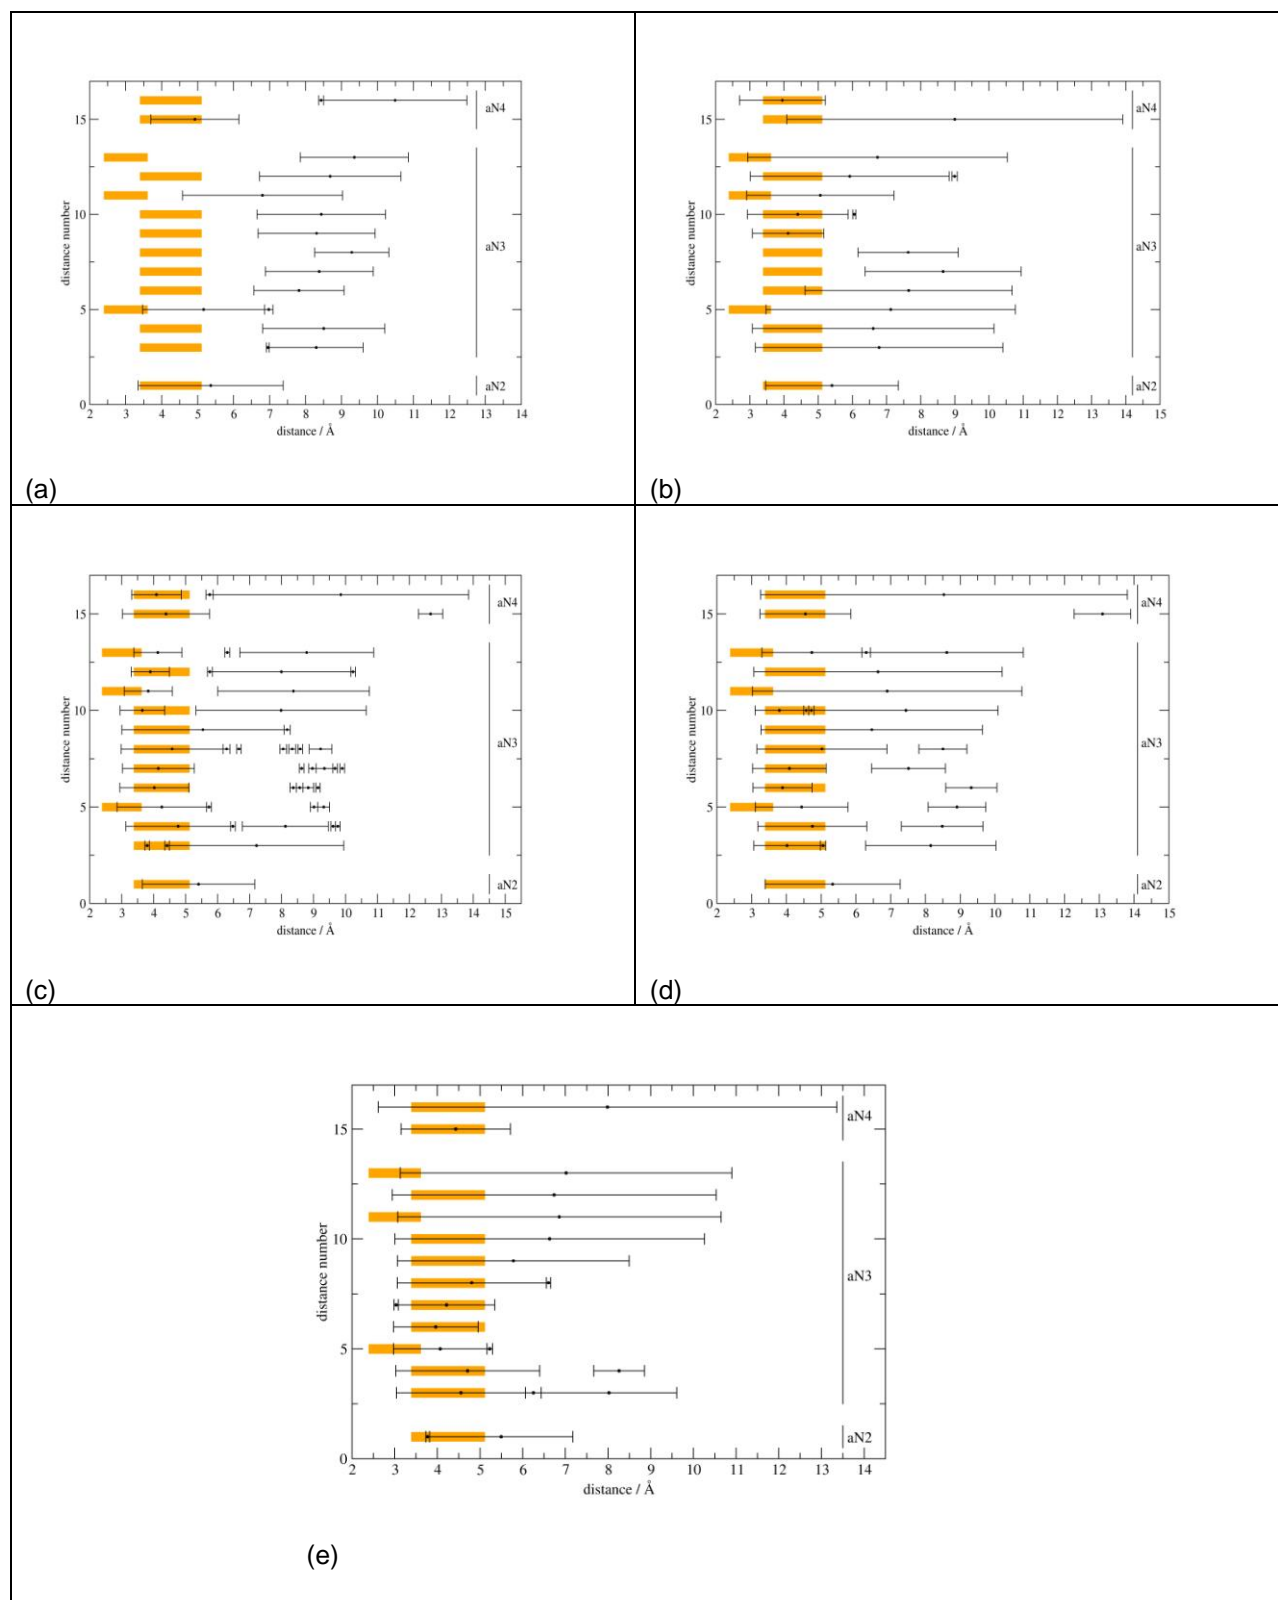 aN4
15
distance number
10
aN3
5
aN2
0
2 3 4 5 6 7 8 9 10 11 12 13 14
distance / Å
(a)
aN4
15
distance number
10
aN3
5
aN2
0
2 3 4 5 6 7 8 9 10 11 12 13 14 15
distance / Å
(b)
aN4
15
distance number
10
aN3
5
aN2
0
2 3 4 5 6 7 8 9 10 11 12 13 14 15
distance / Å
(c)
aN4
15
distance number
10
aN3
5
aN2
0
2 3 4 5 6 7 8 9 10 11 12 13 14 15
distance / Å
(d)
aN4
15
distance number
10
aN3
5
aN2
0
2 3 4 5 6 7 8 9 10 11 12 13 14
distance / Å
(e)